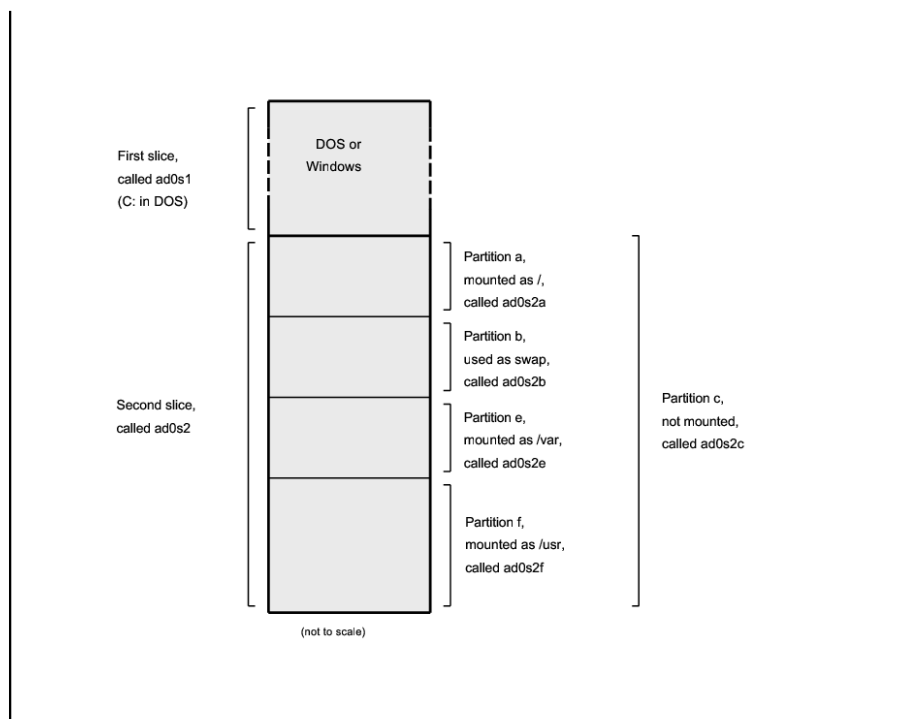 DOS or
Windows
First slice,
called ad0s1
(C: in DOS)
Partition a,
mounted as /,
called ad0s2a
Partition b,
used as swap,
called ad0s2b
Second slice,
called ad0s2
Partition e,
mounted as /var,
called ad0s2e
Partition c,
not mounted,
called ad0s2c
Partition f,
mounted as /usr,
called ad0s2f
(not to scale)